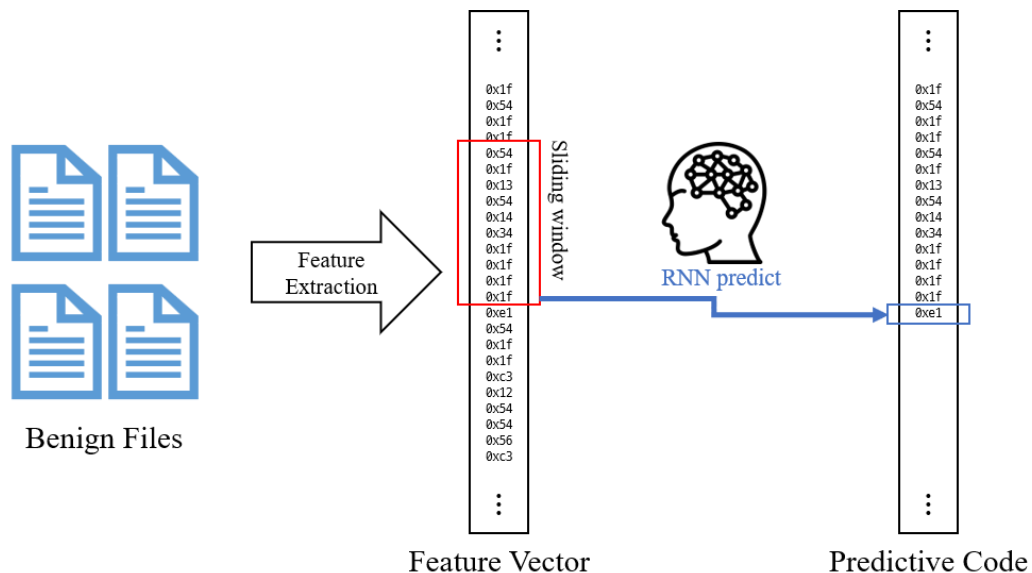 Benign Files
Feature
Extraction
⋮
0x1f
0x54
0x1f
0x1f
0x54
0x1f
0x13
0x54
0x14
0x34
0x1f
0x1f
0x1f
0x1f
0xe1
0x54
0x1f
0x1f
0xc3
0x12
0x54
0x54
0x56
0xc3
⋮
Feature Vector
Sliding window
RNN predict
⋮
0x1f
0x54
0x1f
0x1f
0x54
0x1f
0x13
0x54
0x14
0x34
0x1f
0x1f
0x1f
0x1f
0xe1
⋮
Predictive Code